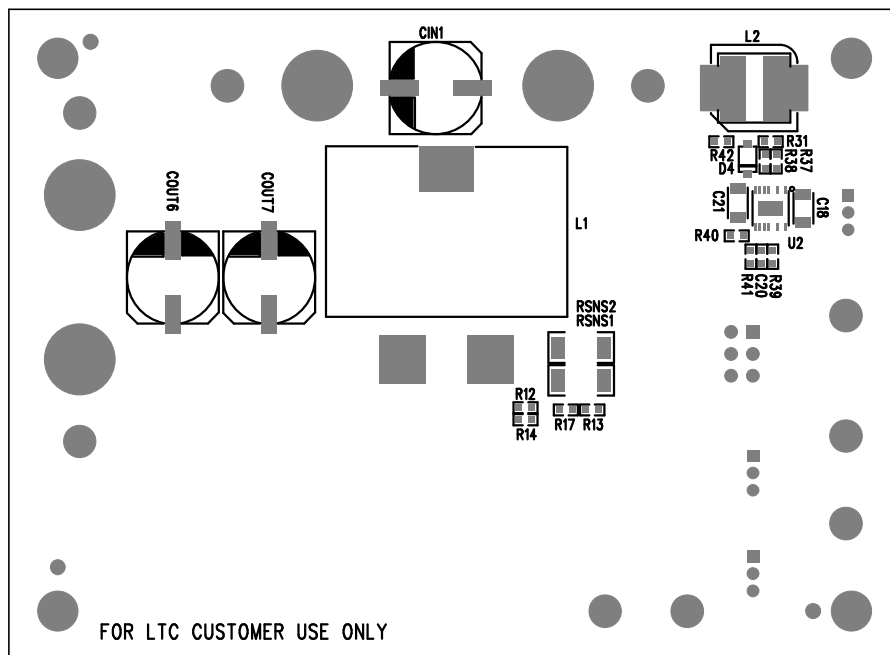 CIN1
L2
R42
R31
R38
R37
D4
COUT6
COUT7
C21
C18
L1
R40
U2
R41
C20
R39
RSNS2
RSNS1
R12
R14
R17 R13
FOR LTC CUSTOMER USE ONLY